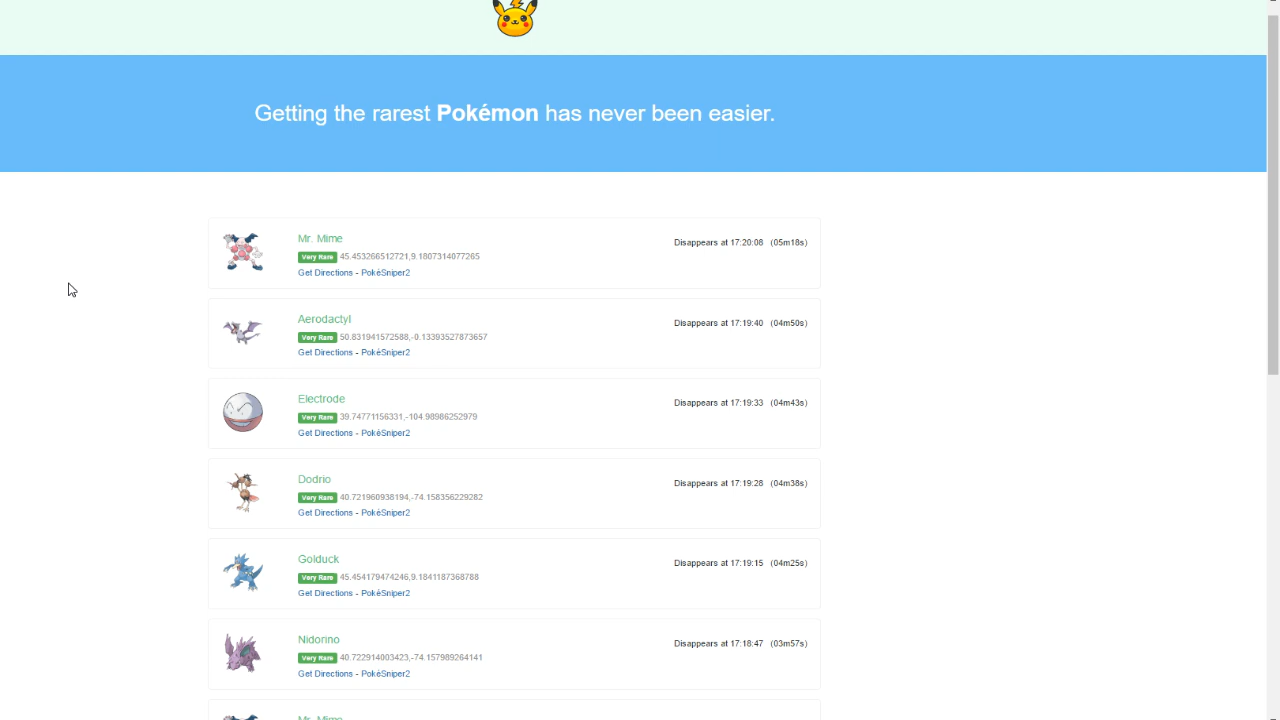 Getting the rarest Pokémon has never been easier.
Mr. Mime
Disappears at 17:20:08 (05m18s)
Very Rare 45.453266512721,9.1807314077265
Get Directions - PokéSniper2
Aerodactyl
Disappears at 17:19:40 (04m50s)
Very Rare 50.831941572588,-0.13393527873657
Get Directions - PokéSniper2
Electrode
Disappears at 17:19:33 (04m43s)
Very Rare 39.74771156331,-104.98986252979
Get Directions - PokéSniper2
Dodrio
Disappears at 17:19:28 (04m38s)
Very Rare 40.721960938194,-74.158356229282
Get Directions - PokéSniper2
Golduck
Disappears at 17:19:15 (04m25s)
Very Rare 45.454179474246,9.1841187368788
Get Directions - PokéSniper2
Nidorino
Disappears at 17:18:47 (03m57s)
Very Rare 40.722914003423,-74.157989264141
Get Directions - PokéSniper2
Mr. Mime